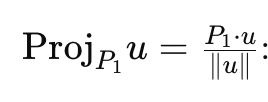 Proj_{P_1} u = \frac{P_1 \cdot u}{\|u\|}: